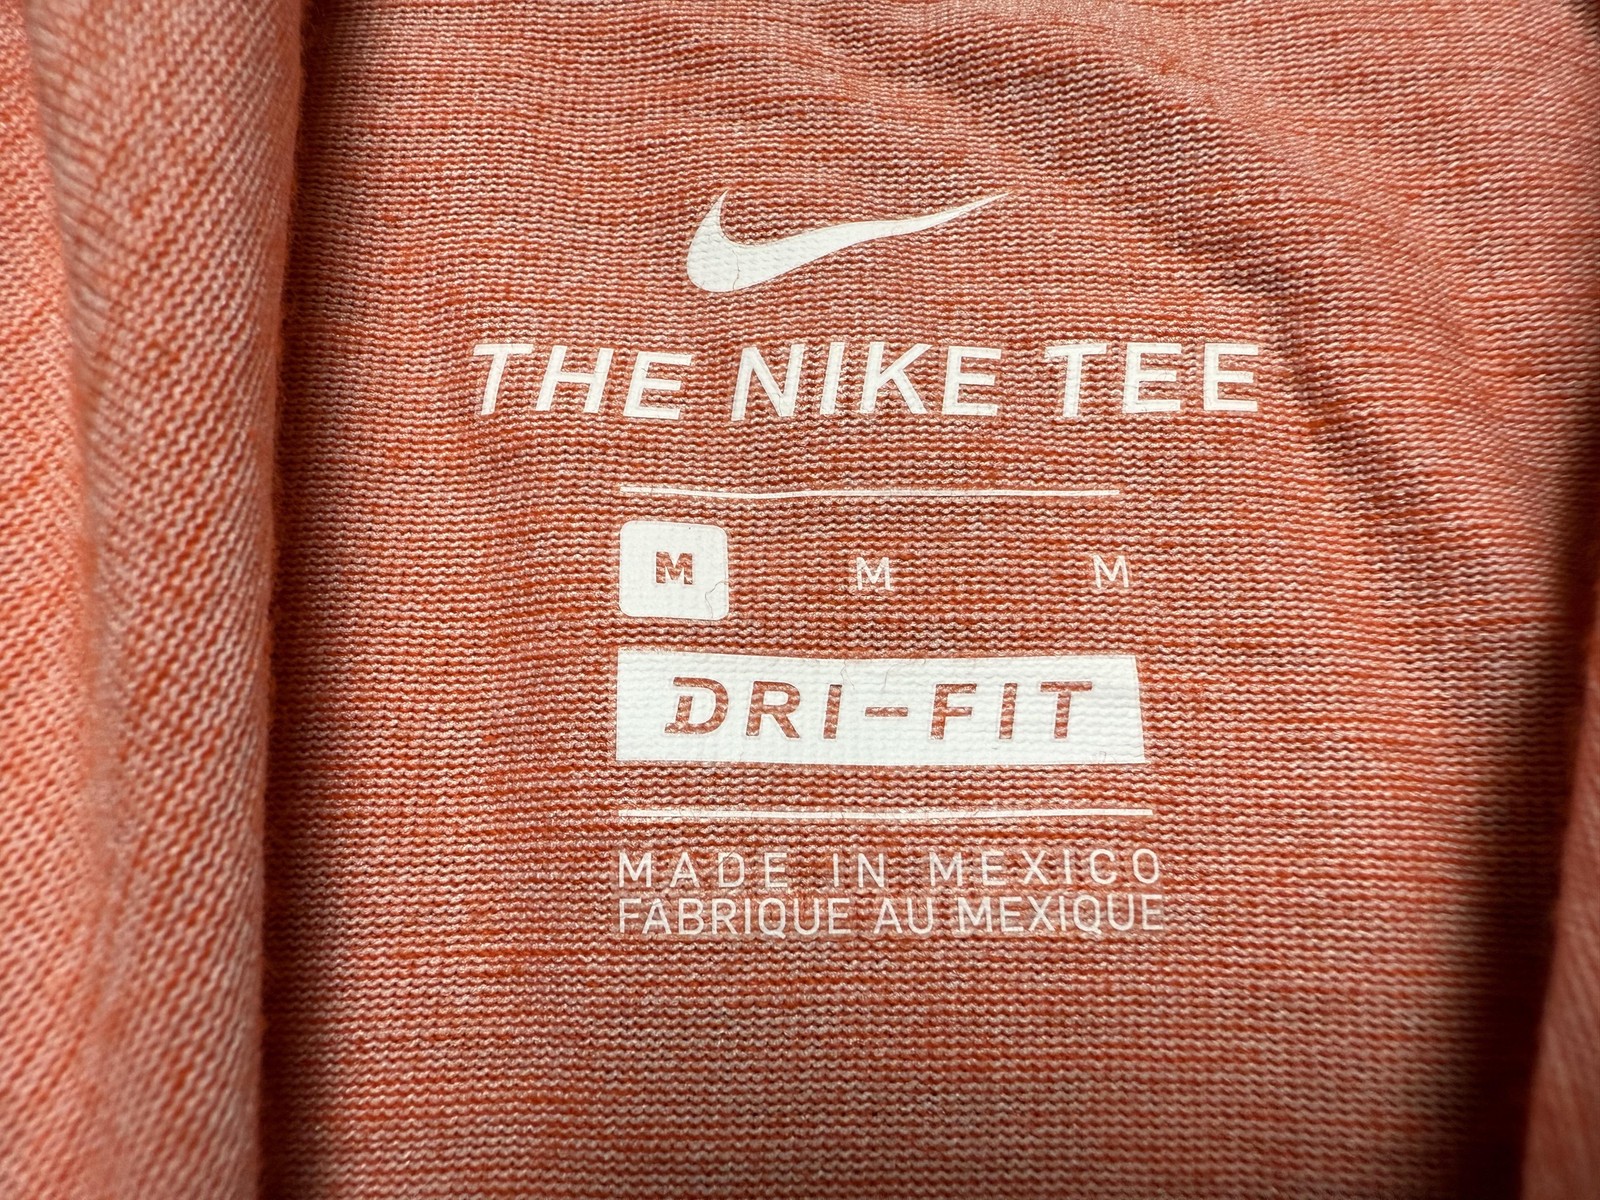 THE NIKE TEE
M M M
DRI-FIT
MADE IN MEXICO
FABRIQUE AU MEXIQUE